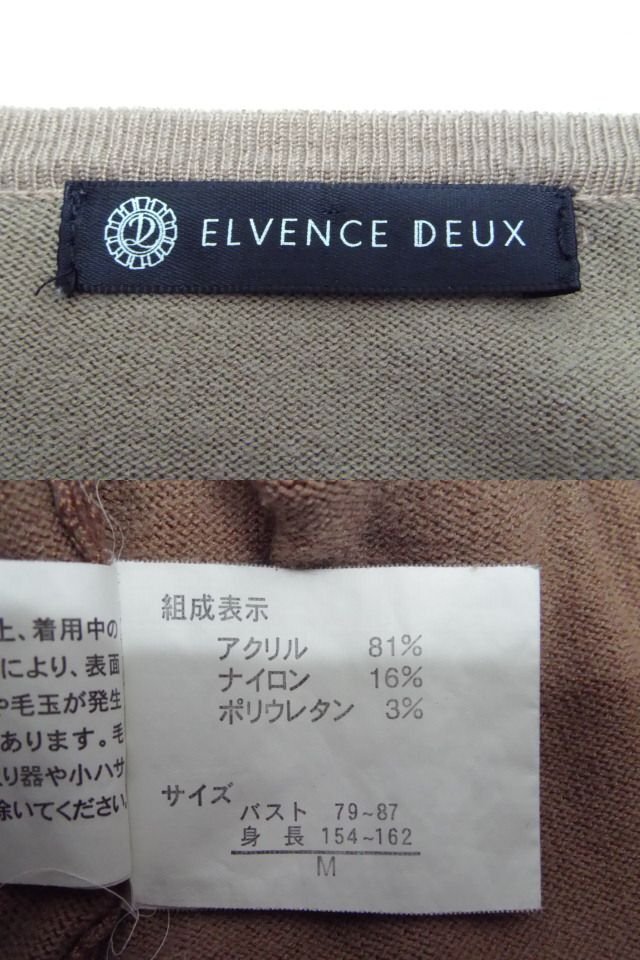 ELVENCE DEUX
上、着用中の
により、表面
や毛玉が発生
あります。毛
り器や小ハサ
除いてください。
組成表示
アクリル 81%
ナイロン 16%
ポリウレタン 3%
サイズ
バスト 79~87
身長 154~162
M